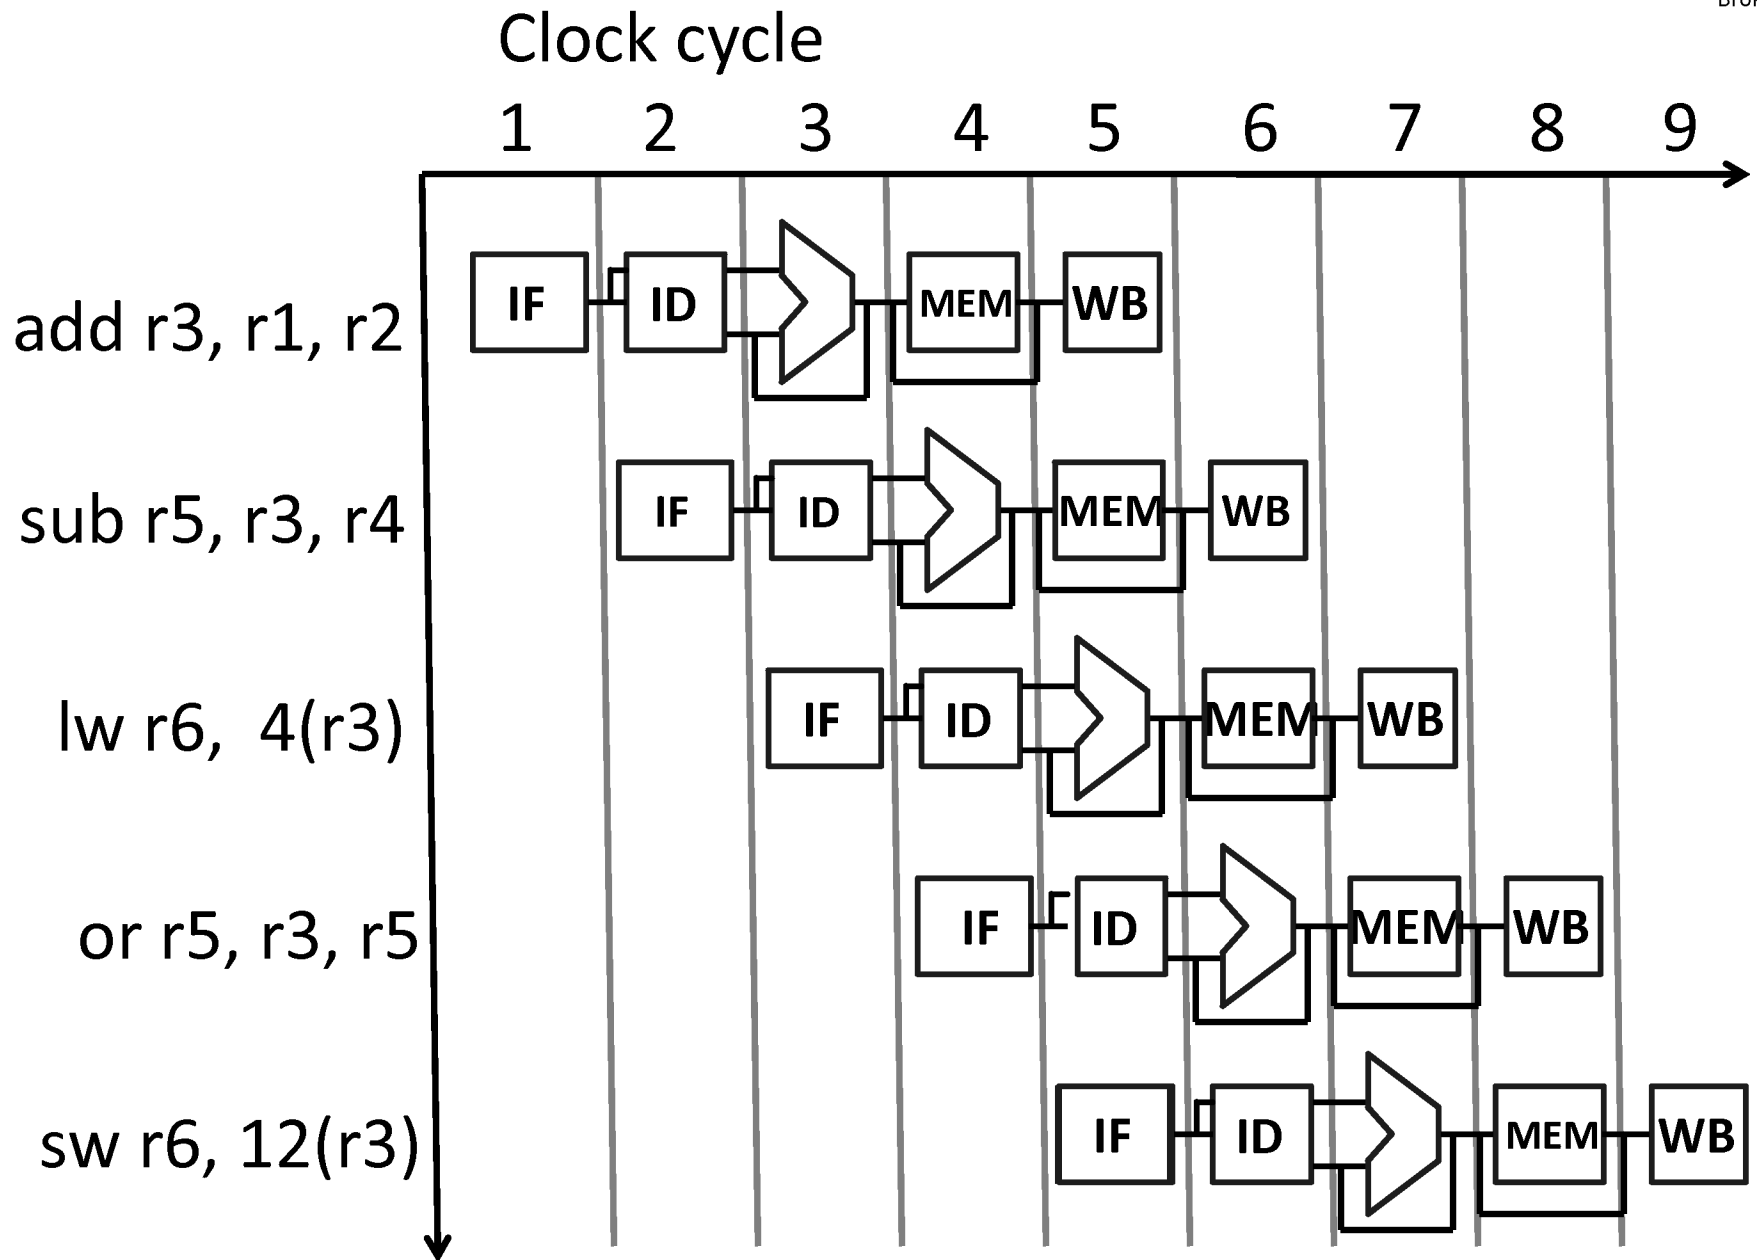 Clock cycle
1 2 3 4 5 6 7 8 9
add r3, r1, r2 IF ID MEM WB
sub r5, r3, r4 IF ID MEM WB
lw r6, 4(r3) IF ID MEM WB
or r5, r3, r5 IF ID MEM WB
sw r6, 12(r3) IF ID MEM WB